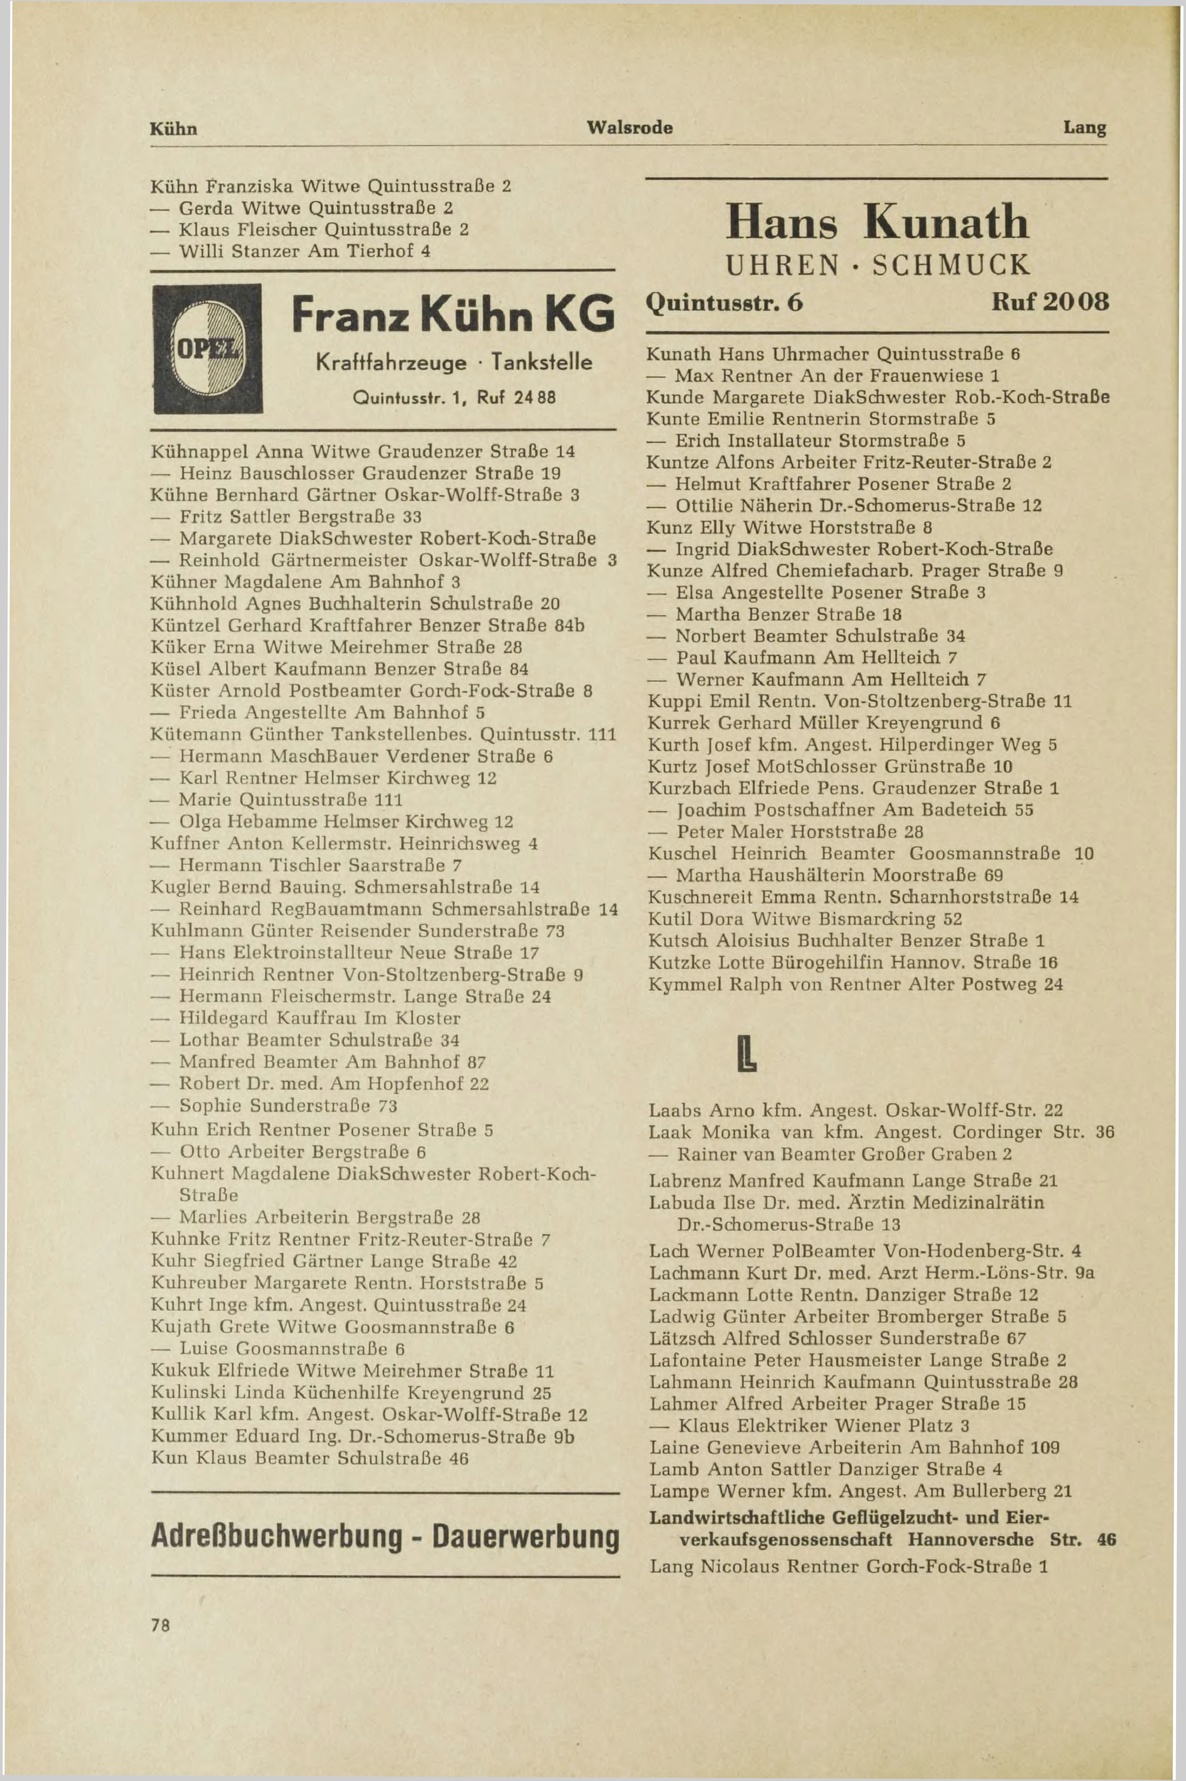 Kühn Walsrode Lang
Kühn Franziska Witwe Quintusstraße 2
— Gerda Witwe Quintusstraße 2
— Klaus Fleischer Quintusstraße 2
— Willi Stanzer Am Tierhof 4
OPEL
Franz Kühn KG
Kraftfahrzeuge · Tankstelle
Quintusstr. 1, Ruf 24 88
Kühnappel Anna Witwe Graudenzer Straße 14
— Heinz Bauschlosser Graudenzer Straße 19
Kühne Bernhard Gärtner Oskar-Wolff-Straße 3
— Fritz Sattler Bergstraße 33
— Margarete DiakSchwester Robert-Koch-Straße
— Reinhold Gärtnermeister Oskar-Wolff-Straße 3
Kühner Magdalene Am Bahnhof 3
Kühnhold Agnes Buchhalterin Schulstraße 20
Küntzel Gerhard Kraftfahrer Benzer Straße 84b
Küker Erna Witwe Meirehmer Straße 28
Küsel Albert Kaufmann Benzer Straße 84
Küster Arnold Postbeamter Gorch-Fock-Straße 8
— Frieda Angestellte Am Bahnhof 5
Kütemann Günther Tankstellenbes. Quintusstr. 111
— Hermann MaschBauer Verdener Straße 6
— Karl Rentner Helmser Kirchweg 12
— Marie Quintusstraße 111
— Olga Hebamme Helmser Kirchweg 12
Kuffner Anton Kellermstr. Heinrichsweg 4
— Hermann Tischler Saarstraße 7
Kugler Bernd Bauing. Schmersahlstraße 14
— Reinhard RegBauamtmann Schmersahlstraße 14
Kuhlmann Günter Reisender Sunderstraße 73
— Hans Elektroinstallteur Neue Straße 17
— Heinrich Rentner Von-Stoltzenberg-Straße 9
— Hermann Fleischermstr. Lange Straße 24
— Hildegard Kauffrau Im Kloster
— Lothar Beamter Schulstraße 34
— Manfred Beamter Am Bahnhof 87
— Robert Dr. med. Am Hopfenhof 22
— Sophie Sunderstraße 73
Kuhn Erich Rentner Posener Straße 5
— Otto Arbeiter Bergstraße 6
Kuhnert Magdalene DiakSchwester Robert-Koch-
Straße
— Marlies Arbeiterin Bergstraße 28
Kuhnke Fritz Rentner Fritz-Reuter-Straße 7
Kuhr Siegfried Gärtner Lange Straße 42
Kuhreuber Margarete Rentn. Horststraße 5
Kuhrt Inge kfm. Angest. Quintusstraße 24
Kujath Grete Witwe Goosmannstraße 6
— Luise Goosmannstraße 6
Kukuk Elfriede Witwe Meirehmer Straße 11
Kulinski Linda Küchenhilfe Kreyengrund 25
Kullik Karl kfm. Angest. Oskar-Wolff-Straße 12
Kummer Eduard Ing. Dr.-Schomerus-Straße 9b
Kun Klaus Beamter Schulstraße 46
Adreßbuchwerbung - Dauerwerbung
Hans Kunath
UHREN · SCHMUCK
Quintusstr. 6 Ruf 20 08
Kunath Hans Uhrmacher Quintusstraße 6
— Max Rentner An der Frauenwiese 1
Kunde Margarete DiakSchwester Rob.-Koch-Straße
Kunte Emilie Rentnerin Stormstraße 5
— Erich Installateur Stormstraße 5
Kuntze Alfons Arbeiter Fritz-Reuter-Straße 2
— Helmut Kraftfahrer Posener Straße 2
— Ottilie Näherin Dr.-Schomerus-Straße 12
Kunz Elly Witwe Horststraße 8
— Ingrid DiakSchwester Robert-Koch-Straße
Kunze Alfred Chemiefacharb. Prager Straße 9
— Elsa Angestellte Posener Straße 3
— Martha Benzer Straße 18
— Norbert Beamter Schulstraße 34
— Paul Kaufmann Am Hellteich 7
— Werner Kaufmann Am Hellteich 7
Kuppi Emil Rentn. Von-Stoltzenberg-Straße 11
Kurrek Gerhard Müller Kreyengrund 6
Kurth Josef kfm. Angest. Hilperdinger Weg 5
Kurtz Josef MotSchlosser Grünstraße 10
Kurzbach Elfriede Pens. Graudenzer Straße 1
— Joachim Postschaffner Am Badeteich 55
— Peter Maler Horststraße 28
Kuschel Heinrich Beamter Goosmannstraße 10
— Martha Haushälterin Moorstraße 69
Kuschnereit Emma Rentn. Scharnhorststraße 14
Kutil Dora Witwe Bismarckring 52
Kutsch Aloisius Buchhalter Benzer Straße 1
Kutzke Lotte Bürogehilfin Hannov. Straße 16
Kymmel Ralph von Rentner Alter Postweg 24
L
Laabs Arno kfm. Angest. Oskar-Wolff-Str. 22
Laak Monika van kfm. Angest. Cordinger Str. 36
— Rainer van Beamter Großer Graben 2
Labrenz Manfred Kaufmann Lange Straße 21
Labuda Ilse Dr. med. Ärztin Medizinalrätin
Dr.-Schomerus-Straße 13
Lach Werner PolBeamter Von-Hodenberg-Str. 4
Lachmann Kurt Dr. med. Arzt Herm.-Löns-Str. 9a
Lackmann Lotte Rentn. Danziger Straße 12
Ladwig Günter Arbeiter Bromberger Straße 5
Lätzsch Alfred Schlosser Sunderstraße 67
Lafontaine Peter Hausmeister Lange Straße 2
Lahmann Heinrich Kaufmann Quintusstraße 28
Lahmer Alfred Arbeiter Prager Straße 15
— Klaus Elektriker Wiener Platz 3
Laine Genevieve Arbeiterin Am Bahnhof 109
Lamb Anton Sattler Danziger Straße 4
Lampe Werner kfm. Angest. Am Bullerberg 21
Landwirtschaftliche Geflügelzucht- und Eier-
verkaufsgenossenschaft Hannoversche Str. 46
Lang Nicolaus Rentner Gorch-Fock-Straße 1
78